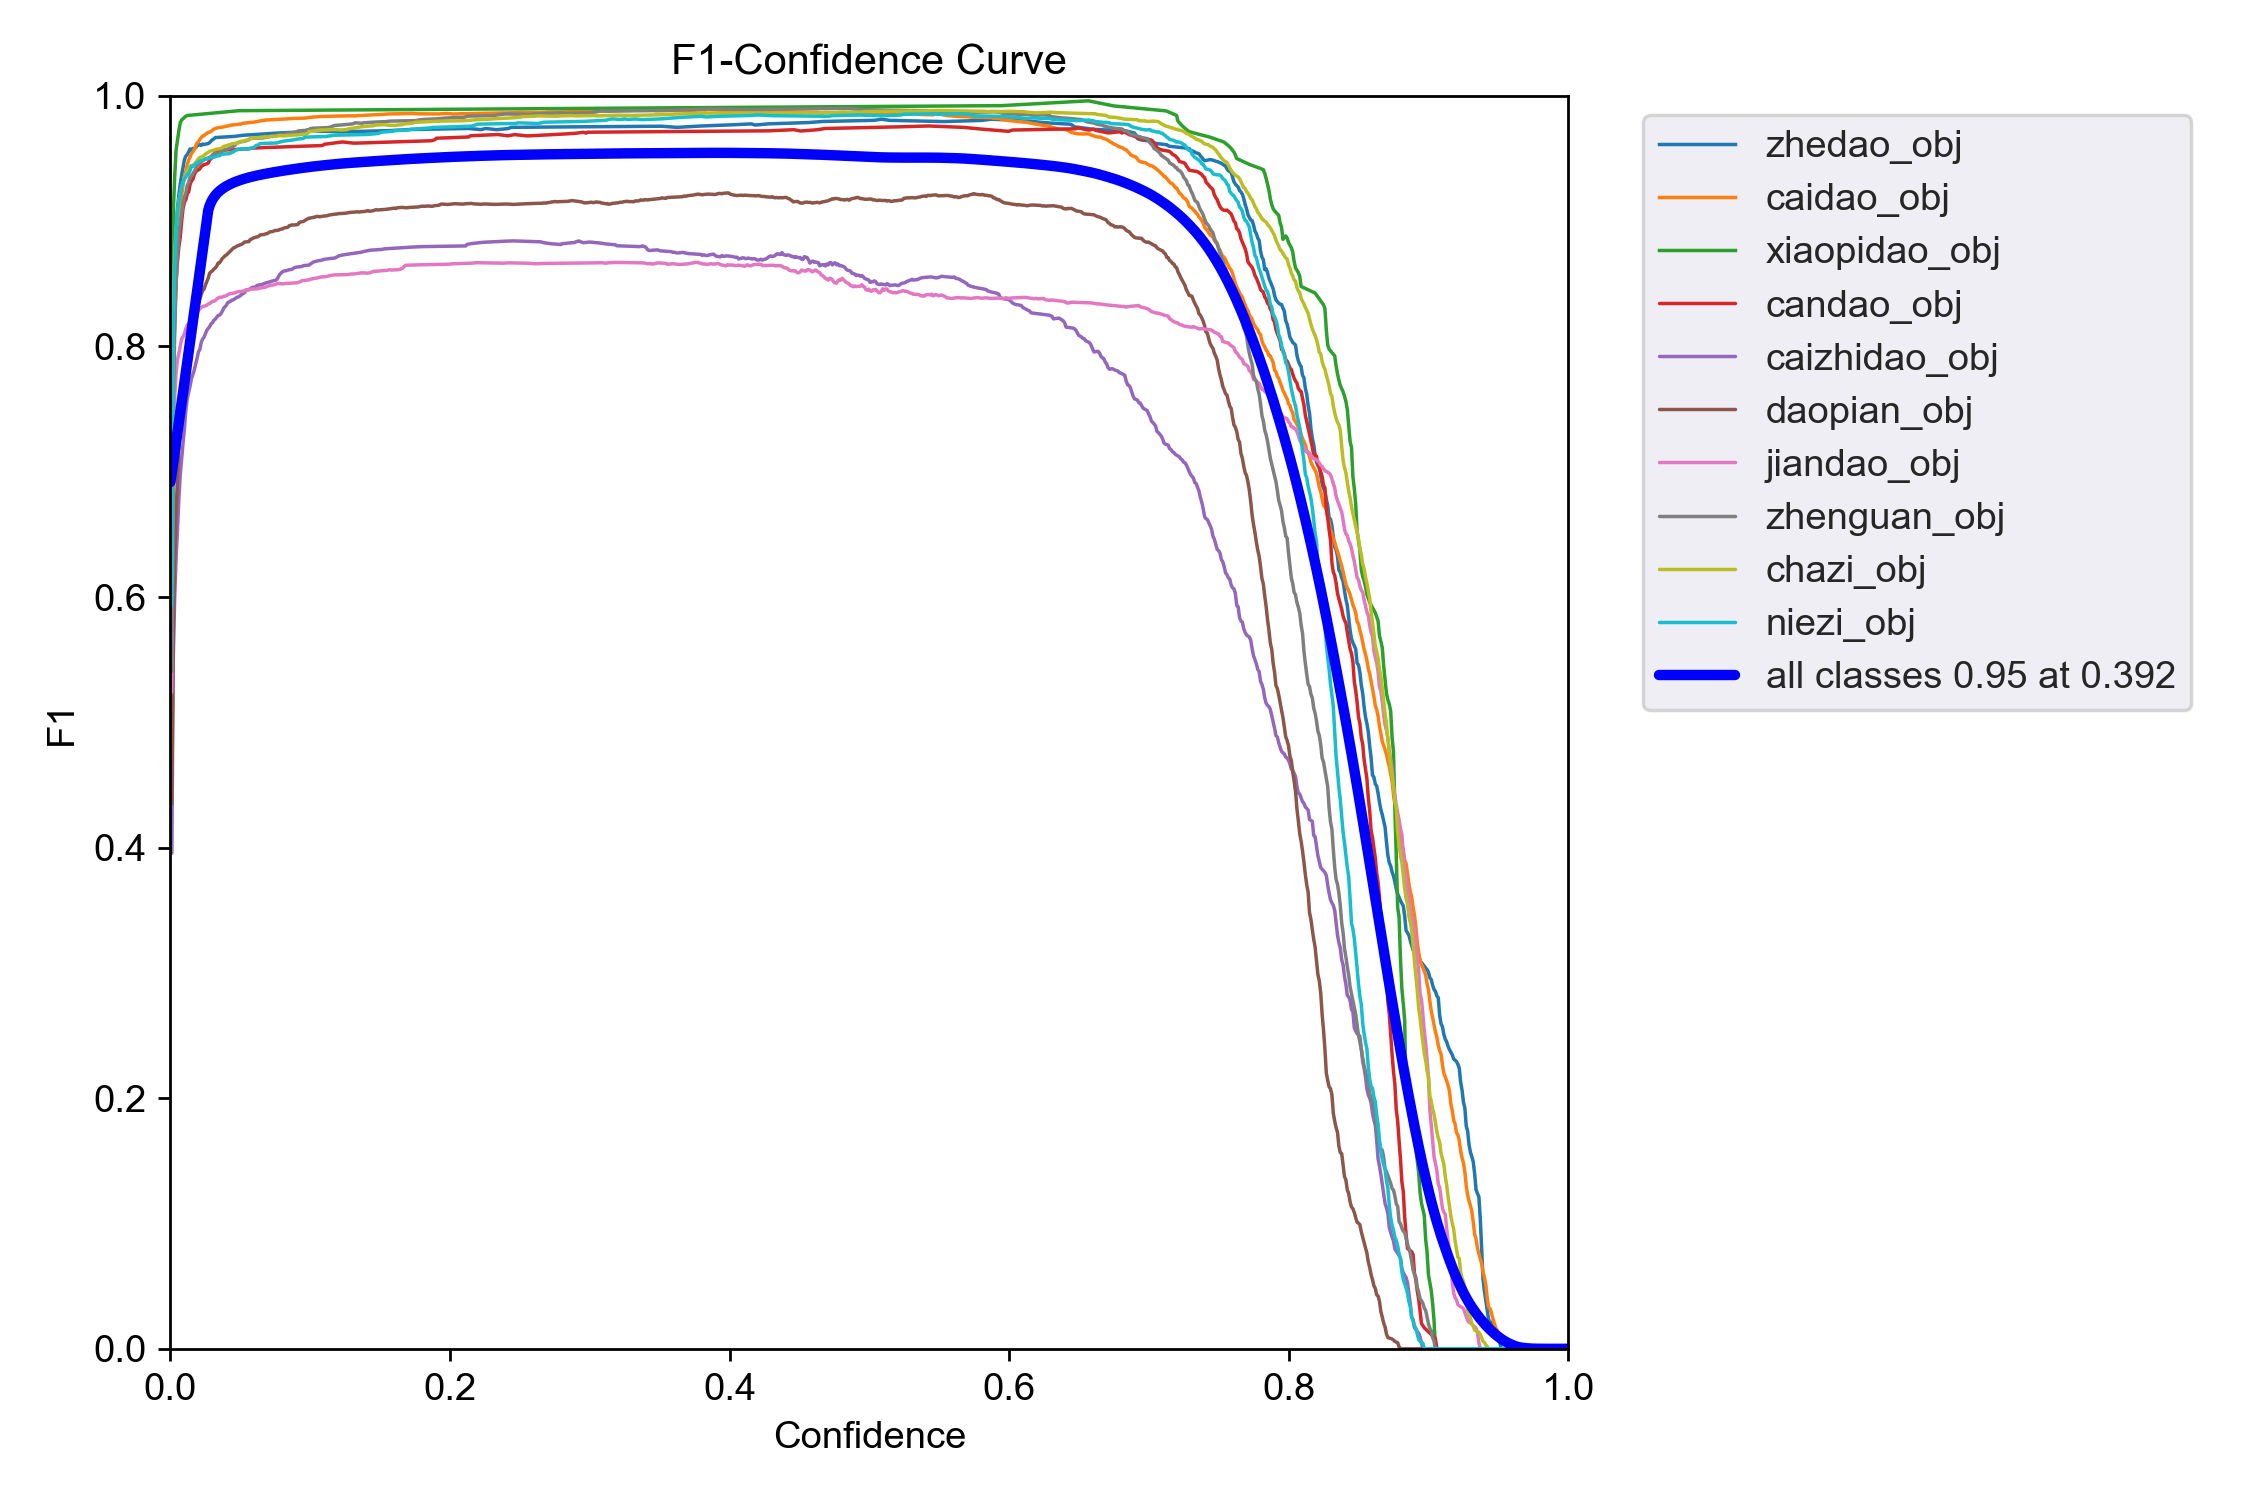 F1-Confidence Curve
1.0
0.8
0.6
0.4
0.2
0.0
F1
0.0 0.2 0.4 0.6 0.8 1.0
Confidence
zhedao_obj
caidao_obj
xiaopidao_obj
candao_obj
caizhidao_obj
daopian_obj
jiandao_obj
zhenguan_obj
chazi_obj
niezi_obj
all classes 0.95 at 0.392